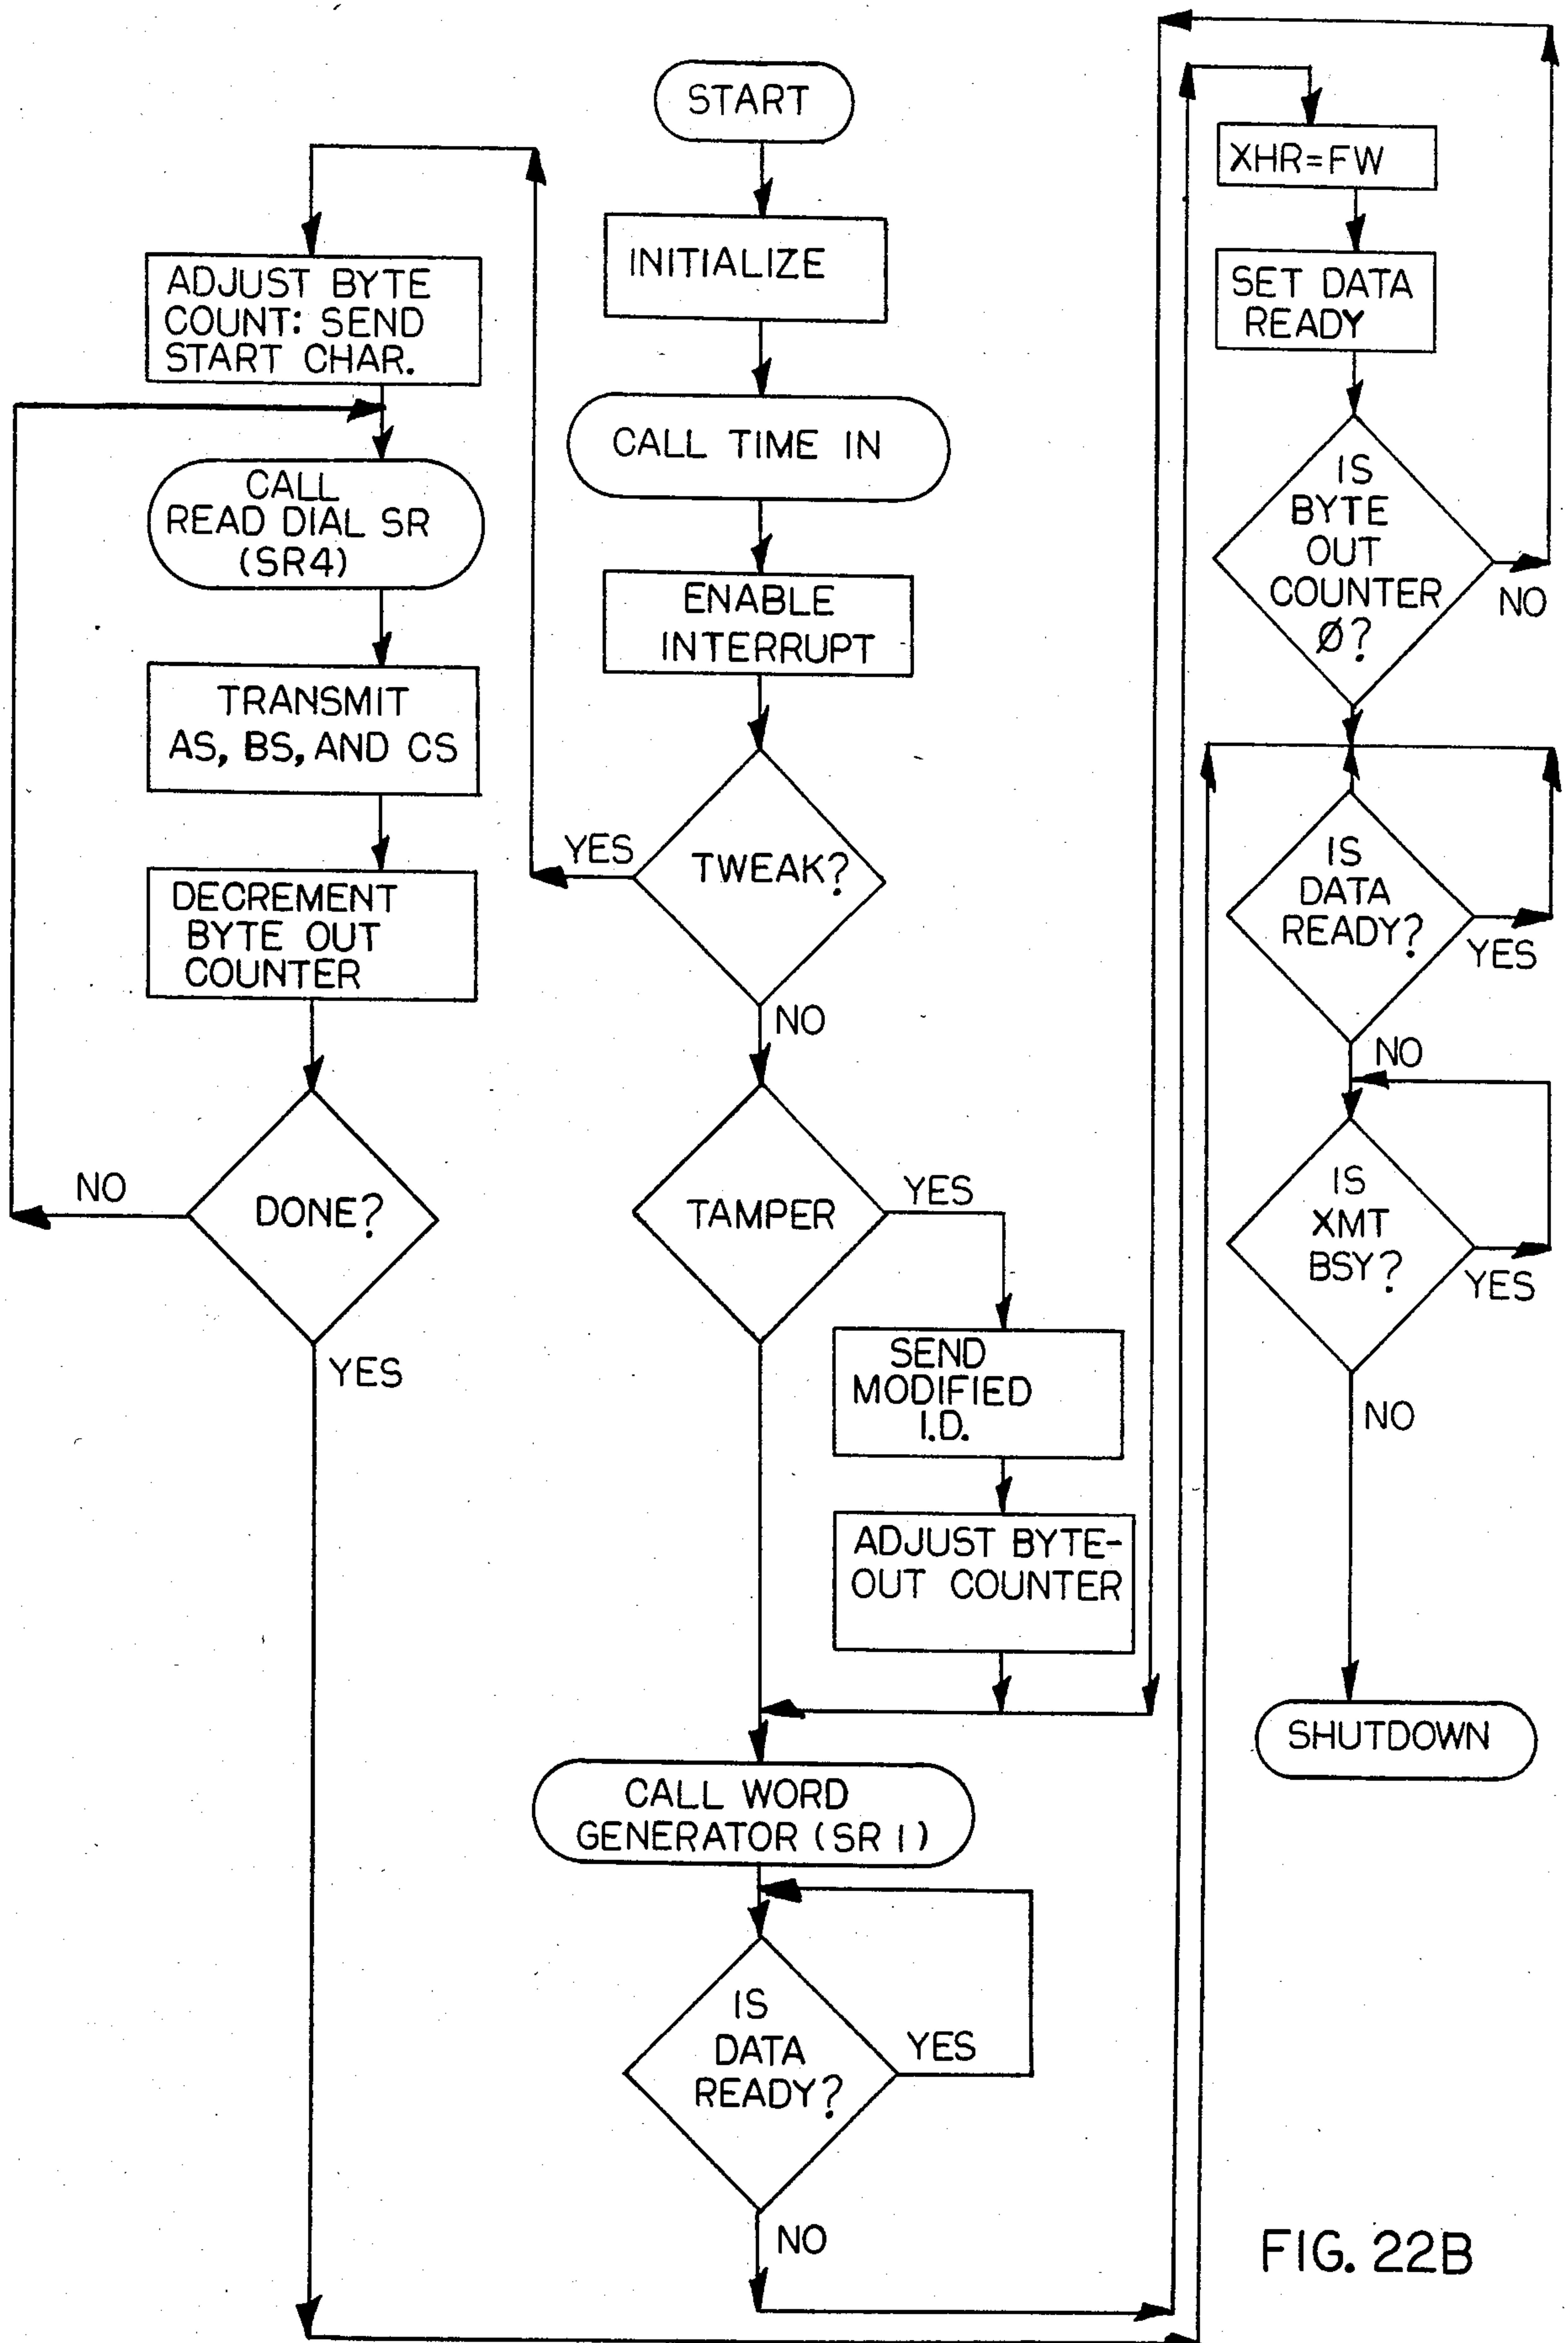 START
INITIALIZE
CALL TIME IN
ENABLE
INTERRUPT
TWEAK?
YES
NO
ADJUST BYTE
COUNT: SEND
START CHAR.
CALL
READ DIAL SR
(SR4)
TRANSMIT
AS, BS, AND CS
DECREMENT
BYTE OUT
COUNTER
DONE?
NO
YES
TAMPER
YES
SEND
MODIFIED
I.D.
ADJUST BYTE-
OUT COUNTER
CALL WORD
GENERATOR (SR 1)
IS
DATA
READY?
YES
NO
XHR=FW
SET DATA
READY
IS
BYTE
OUT
COUNTER
Ø?
NO
IS
DATA
READY?
YES
NO
IS
XMT
BSY?
YES
NO
SHUTDOWN
FIG. 22B